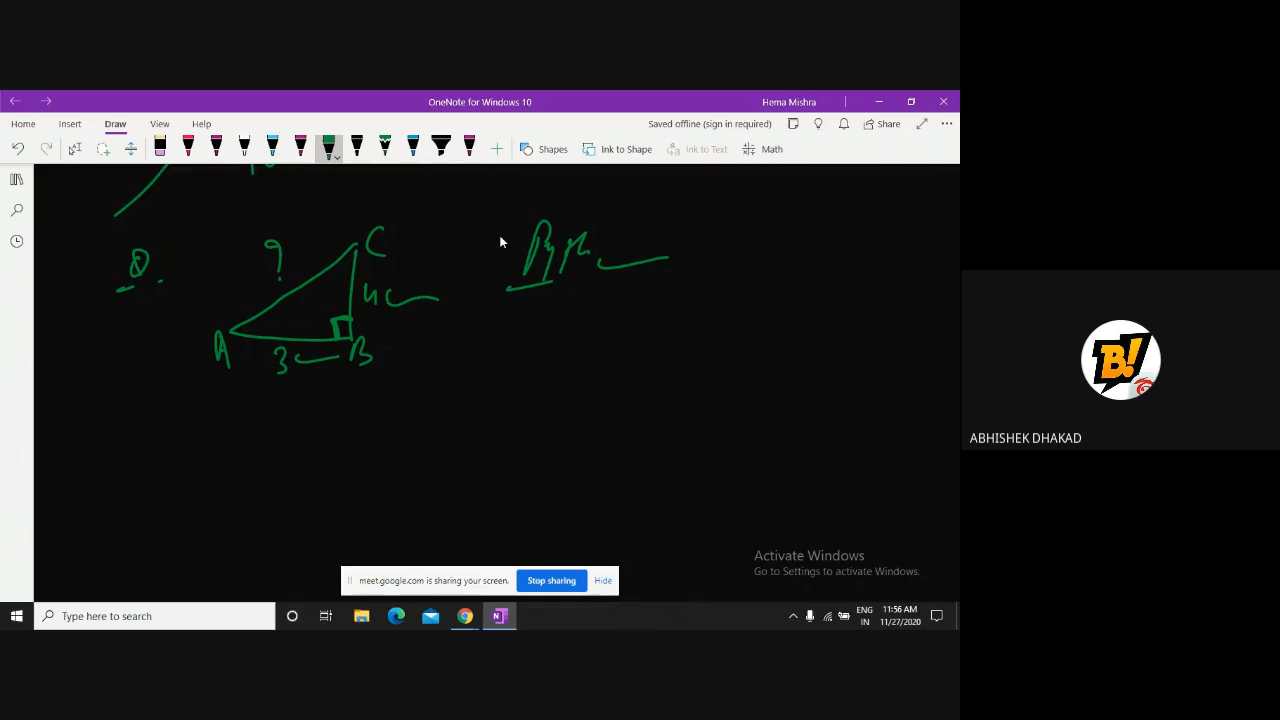 OneNote for Windows 10
Hema Mishra
Home Insert Draw View Help
Saved offline (sign in required)
Share
Shapes
Ink to Shape
Ink to Text
Math
Q.
?
C
4
A
3
B
Pyth
B!
ABHISHEK DHAKAD
Activate Windows
Go to Settings to activate Windows.
meet.google.com is sharing your screen.
Stop sharing
Hide
Type here to search
N
ENG
IN
11:56 AM
11/27/2020